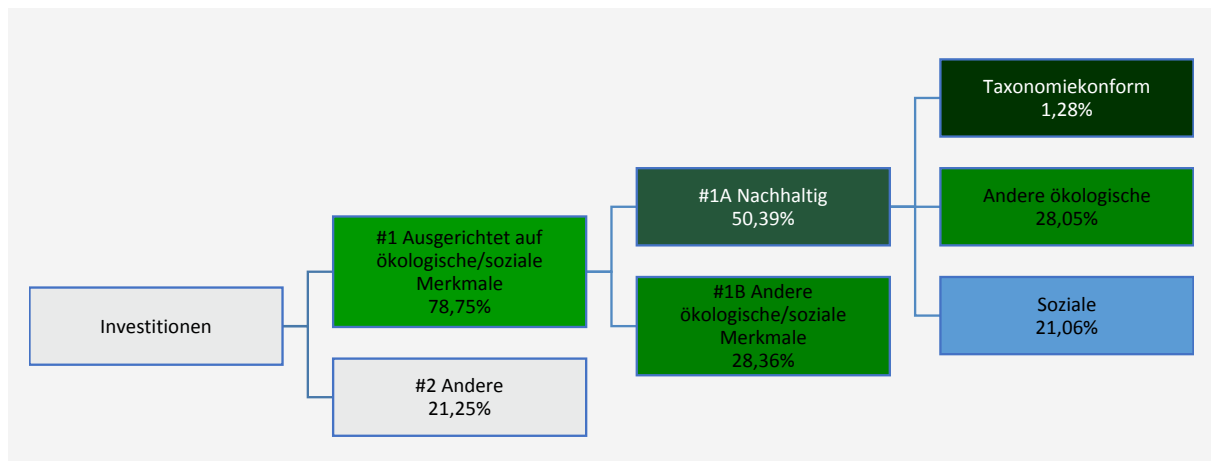 Investitionen
#1 Ausgerichtet auf
ökologische/soziale
Merkmale
78,75%
#2 Andere
21,25%
#1A Nachhaltig
50,39%
#1B Andere
ökologische/soziale
Merkmale
28,36%
Taxonomiekonform
1,28%
Andere ökologische
28,05%
Soziale
21,06%